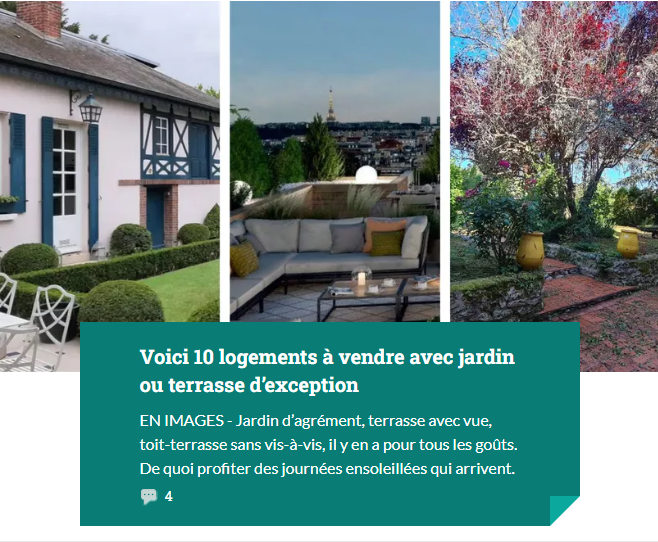 Voici 10 logements à vendre avec jardin
ou terrasse d’exception
EN IMAGES - Jardin d’agrément, terrasse avec vue,
toit-terrasse sans vis-à-vis, il y en a pour tous les goûts.
De quoi profiter des journées ensoleillées qui arrivent.
4